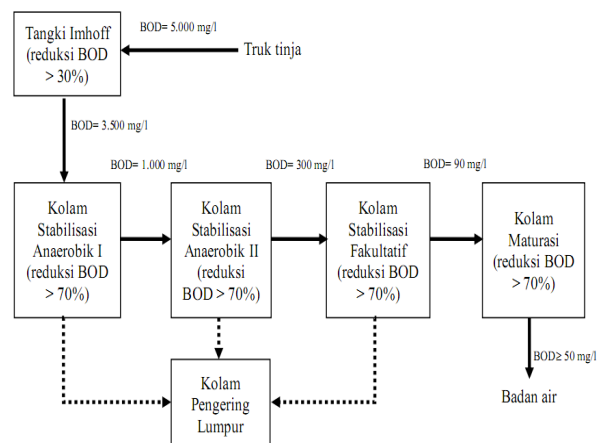 BOD= 5.000 mg/l
Tangki Imhoff
(reduksi BOD
> 30%)
Truk tinja
BOD= 3.500 mg/l
BOD= 1.000 mg/l
BOD= 300 mg/l
BOD= 90 mg/l
Kolam
Stabilisasi
Anaerobik I
(reduksi BOD
> 70%)
Kolam
Stabilisasi
Anaerobik II
(reduksi
BOD > 70%)
Kolam
Stabilisasi
Fakultatif
(reduksi BOD
> 70%)
Kolam
Maturasi
(reduksi BOD
> 70%)
BOD≥ 50 mg/l
Badan air
Kolam
Pengering
Lumpur